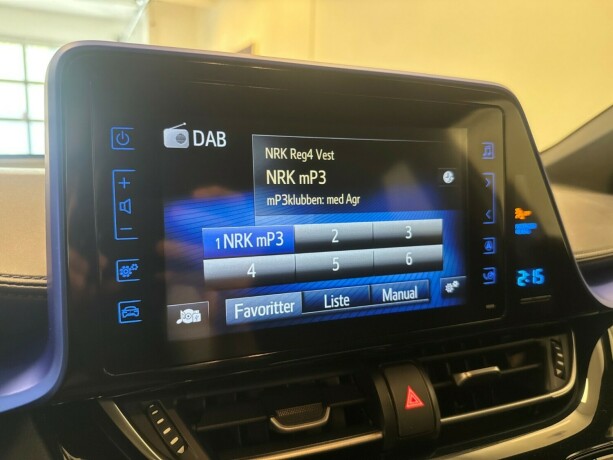 DAB
NRK Reg4 Vest
NRK mP3
mP3klubben: med Agr
1 NRK mP3 2 3
4 5 6
Favoritter Liste Manual
2:15